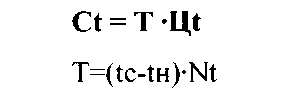 Ct = T ·Цt
T=(tc-tн)·Nt